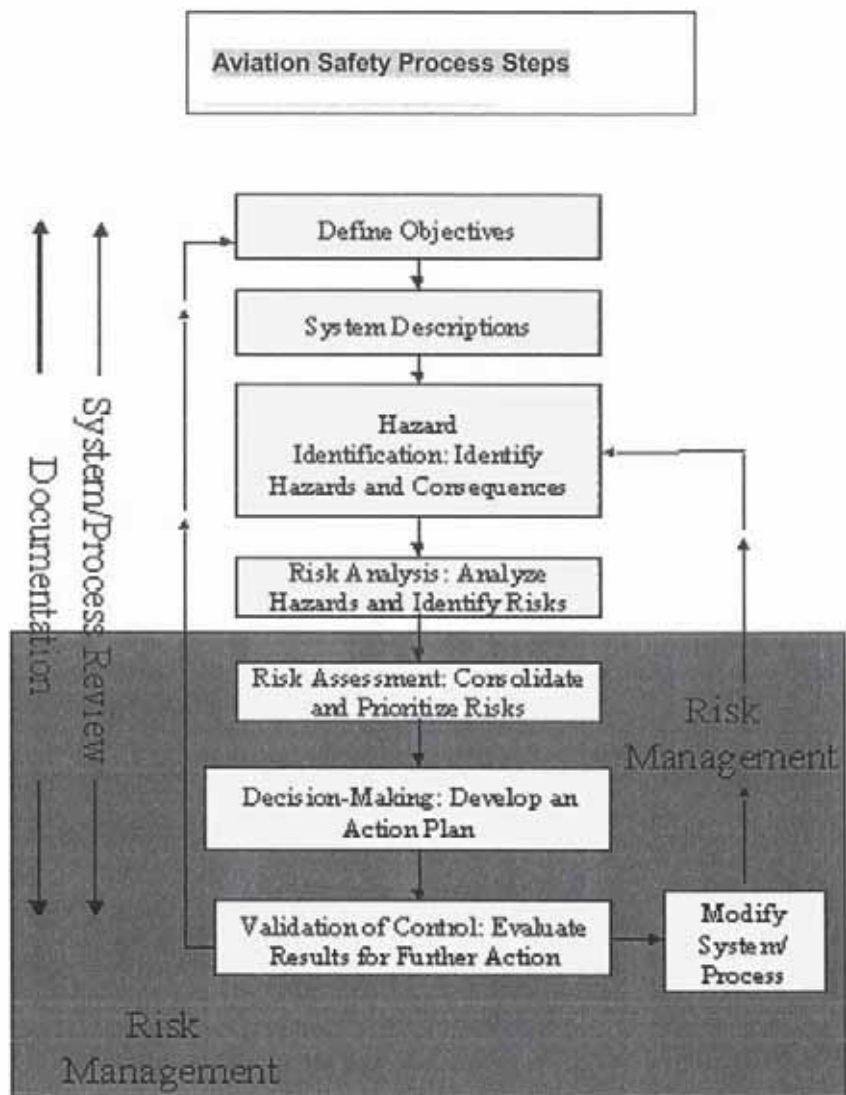 Aviation Safety Process Steps
Define Objectives
System Descriptions
Hazard
Identification: Identify
Hazards and Consequences
Risk Analysis: Analyze
Hazards and Identify Risks
Risk Assessment: Consolidate
and Prioritize Risks
Decision-Making: Develop an
Action Plan
Validation of Control: Evaluate
Results for Further Action
Modify
System/
Process
Risk
Management
System/Process Review
Documentation
Risk
Management